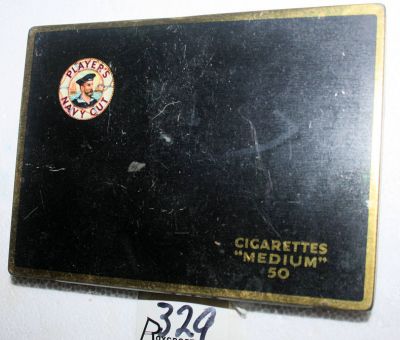 PLAYER'S
NAVY CUT
CIGARETTES
"MEDIUM"
50
329